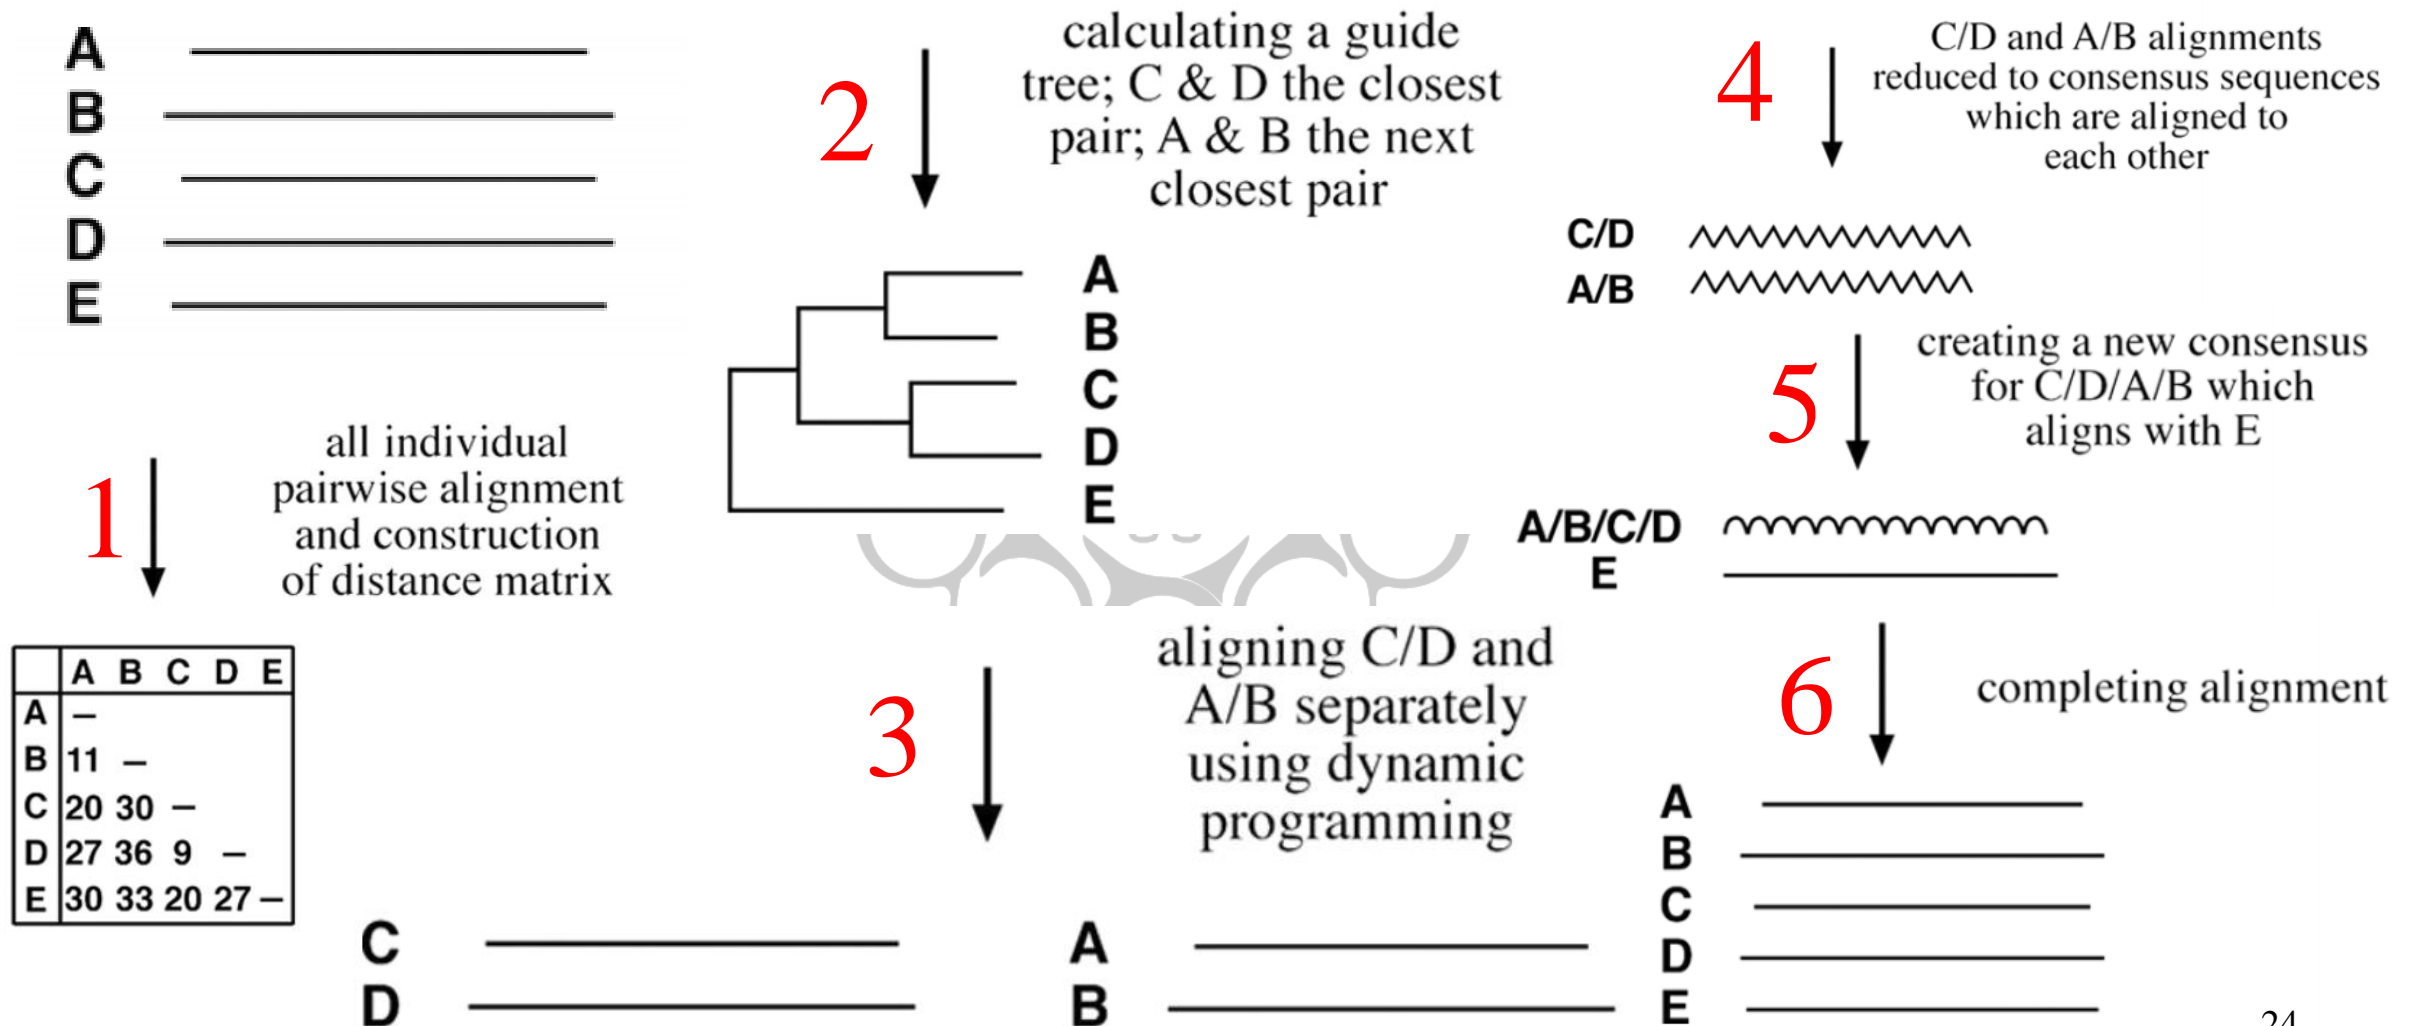 A
B
C
D
E
1
all individual
pairwise alignment
and construction
of distance matrix
A B C D E
A –
B 11 –
C 20 30 –
D 27 36 9 –
E 30 33 20 27 –
2
calculating a guide
tree; C & D the closest
pair; A & B the next
closest pair
A
B
C
D
E
3
aligning C/D and
A/B separately
using dynamic
programming
C
D
A
B
4
C/D and A/B alignments
reduced to consensus sequences
which are aligned to
each other
C/D
A/B
5
creating a new consensus
for C/D/A/B which
aligns with E
A/B/C/D
E
6
completing alignment
A
B
C
D
E
24